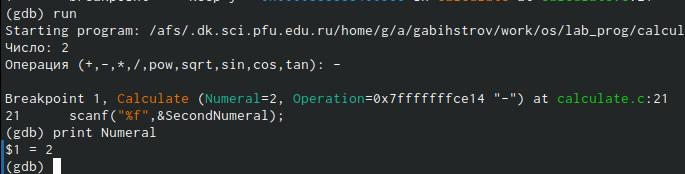 (gdb) run
Starting program: /afs/.dk.sci.pfu.edu.ru/home/g/a/gabihstrov/work/os/lab_prog/calcul
Число: 2
Операция (+,-,*,/,pow,sqrt,sin,cos,tan): -
Breakpoint 1, Calculate (Numeral=2, Operation=0x7fffffffce14 "-") at calculate.c:21
21 scanf("%f",&SecondNumeral);
(gdb) print Numeral
$1 = 2
(gdb)